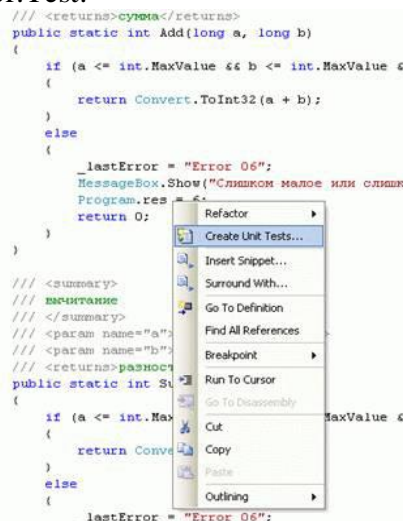 or.Test.
/// <returns>сумма</returns>
public static int Add(long a, long b)
{
if (a <= int.MaxValue && b <= int.MaxValue &
{
return Convert.ToInt32(a + b);
}
else
{
_lastError = "Error 06";
MessageBox.Show("Слишком малое или слишк
Program.res = 6;
return 0;
}
}
/// <summary>
/// вычитание
/// </summary>
/// <param name="a">
/// <param name="b">
/// <returns>разност
public static int Su
{
if (a <= int.Max
MaxValue &
{
return Conve
}
else
{
_lastError = "Error 06";
Refactor
Create Unit Tests...
Insert Snippet...
Surround With...
Go To Definition
Find All References
Breakpoint
Run To Cursor
Go To Disassembly
Cut
Copy
Paste
Outlining